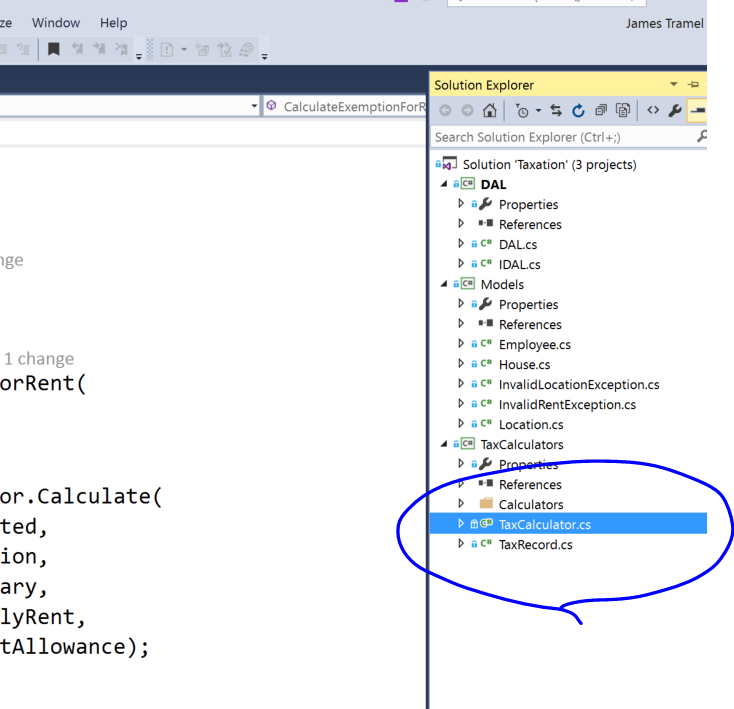 ze Window Help
James Tramel
CalculateExemptionForR
nge
1 change
orRent(
or.Calculate(
ted,
ion,
ary,
lyRent,
tAllowance);
Solution Explorer
Search Solution Explorer (Ctrl+;)
Solution 'Taxation' (3 projects)
C# DAL
Properties
References
C# DAL.cs
C# IDAL.cs
C# Models
Properties
References
C# Employee.cs
C# House.cs
C# InvalidLocationException.cs
C# InvalidRentException.cs
C# Location.cs
C# TaxCalculators
Properties
References
Calculators
TaxCalculator.cs
C# TaxRecord.cs